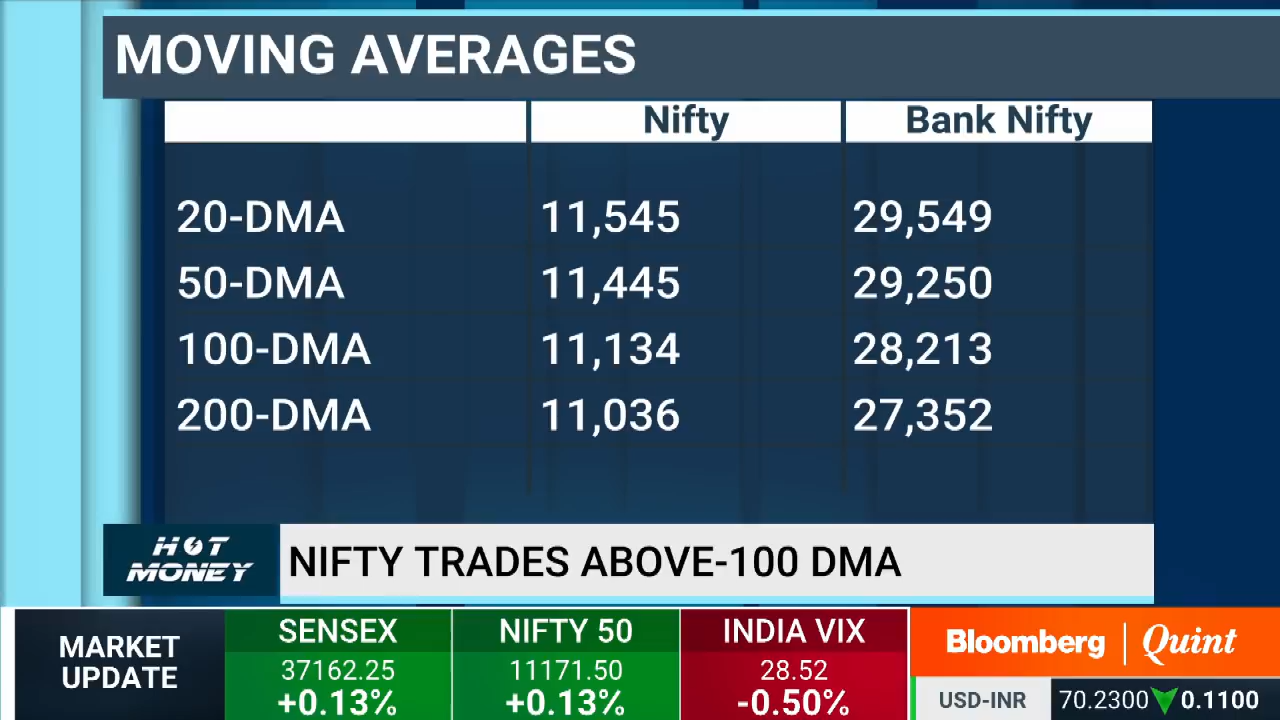 MOVING AVERAGES
Nifty Bank Nifty
20-DMA 11,545 29,549
50-DMA 11,445 29,250
100-DMA 11,134 28,213
200-DMA 11,036 27,352
HOT
MONEY
NIFTY TRADES ABOVE-100 DMA
MARKET
UPDATE
SENSEX
37162.25
+0.13%
NIFTY 50
11171.50
+0.13%
INDIA VIX
28.52
-0.50%
Bloomberg | Quint
USD-INR 70.2300 0.1100